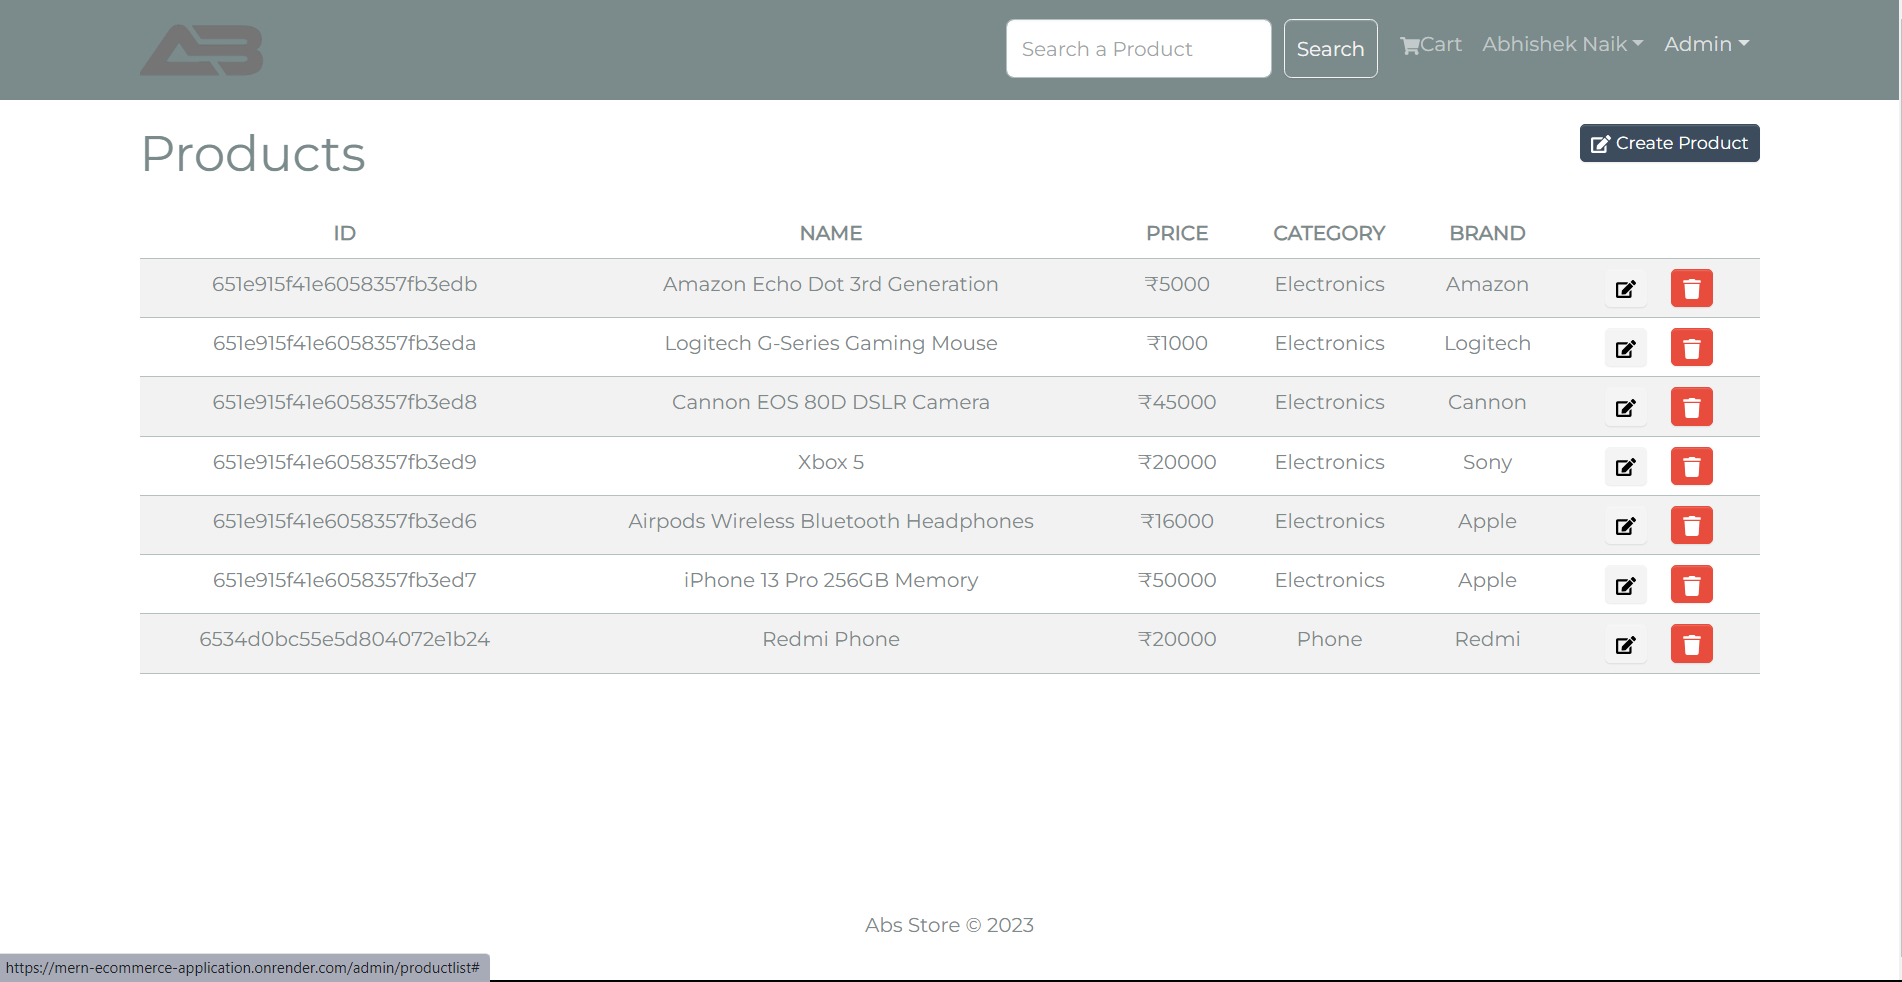 AB
Search a Product
Search
Cart
Abhishek Naik
Admin
Products
Create Product
ID NAME PRICE CATEGORY BRAND
651e915f41e6058357fb3edb Amazon Echo Dot 3rd Generation ₹5000 Electronics Amazon
651e915f41e6058357fb3eda Logitech G-Series Gaming Mouse ₹1000 Electronics Logitech
651e915f41e6058357fb3ed8 Cannon EOS 80D DSLR Camera ₹45000 Electronics Cannon
651e915f41e6058357fb3ed9 Xbox 5 ₹20000 Electronics Sony
651e915f41e6058357fb3ed6 Airpods Wireless Bluetooth Headphones ₹16000 Electronics Apple
651e915f41e6058357fb3ed7 iPhone 13 Pro 256GB Memory ₹50000 Electronics Apple
6534d0bc55e5d804072e1b24 Redmi Phone ₹20000 Phone Redmi
Abs Store © 2023
https://mern-ecommerce-application.onrender.com/admin/productlist#